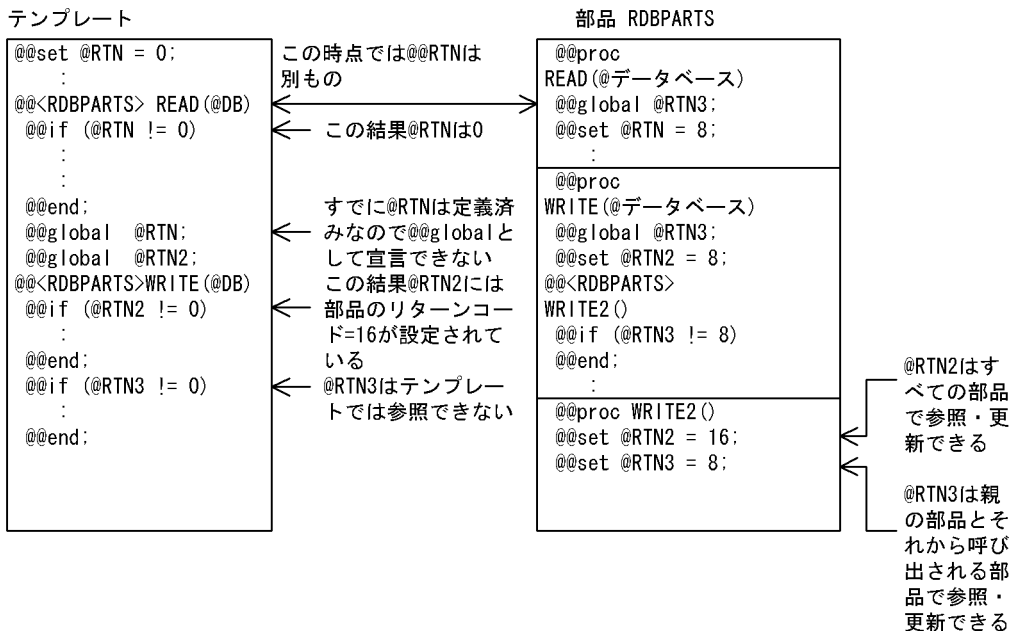 テンプレート
@@set @RTN = 0;
:
@@<RDBPARTS> READ(@DB)
@@if (@RTN != 0)
:
:
@@end;
@@global @RTN;
@@global @RTN2;
@@<RDBPARTS>WRITE(@DB)
@@if (@RTN2 != 0)
:
@@end;
@@if (@RTN3 != 0)
:
@@end;
この時点では@@RTNは
別もの
この結果@RTNは0
すでに@RTNは定義済
みなので@@globalと
して宣言できない
この結果@RTN2には
部品のリターンコー
ド=16が設定されて
いる
@RTN3はテンプレー
トでは参照できない
部品 RDBPARTS
@@proc
READ(@データベース)
@@global @RTN3;
@@set @RTN = 8;
:
@@proc
WRITE(@データベース)
@@global @RTN3;
@@set @RTN2 = 8;
@@<RDBPARTS>
WRITE2()
@@if (@RTN3 != 8)
@@end;
:
@@proc WRITE2()
@@set @RTN2 = 16;
@@set @RTN3 = 8;
@RTN2はす
べての部品
で参照・更
新できる
@RTN3は親
の部品とそ
れから呼び
出される部
品で参照・
更新できる